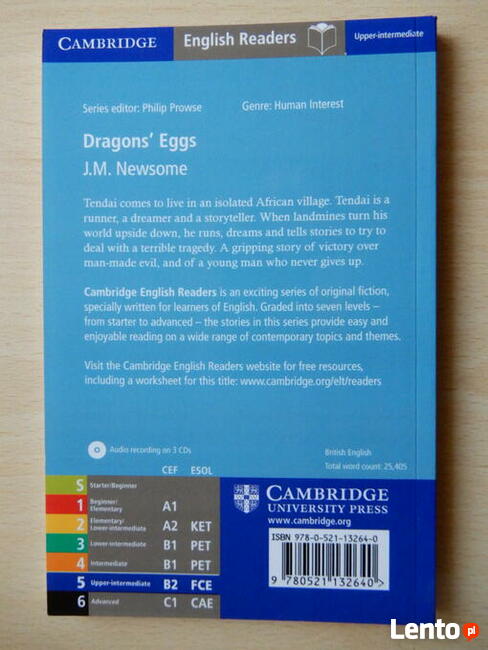 CAMBRIDGE English Readers Upper-intermediate
Series editor: Philip Prowse Genre: Human Interest
Dragons' Eggs
J.M. Newsome
Tendai comes to live in an isolated African village. Tendai is a
runner, a dreamer and a storyteller. When landmines turn his
world upside down, he runs, dreams and tells stories to try to
deal with a terrible tragedy. A gripping story of victory over
man-made evil, and of a young man who never gives up.
Cambridge English Readers is an exciting series of original fiction,
specially written for learners of English. Graded into seven levels –
from starter to advanced – the stories in this series provide easy and
enjoyable reading on a wide range of contemporary topics and themes.
Visit the Cambridge English Readers website for free resources,
including a worksheet for this title: www.cambridge.org/elt/readers
Audio recording on 3 CDs
British English
Total word count: 25,405
CEF ESOL
S Starter/Beginner
1 Beginner/Elementary A1
2 Elementary/Lower-intermediate A2 KET
3 Lower-intermediate B1 PET
4 Intermediate B1 PET
5 Upper-intermediate B2 FCE
6 Advanced C1 CAE
CAMBRIDGE
UNIVERSITY PRESS
www.cambridge.org
ISBN 978-0-521-13264-0
9 780521 132640 >
Lento.pl